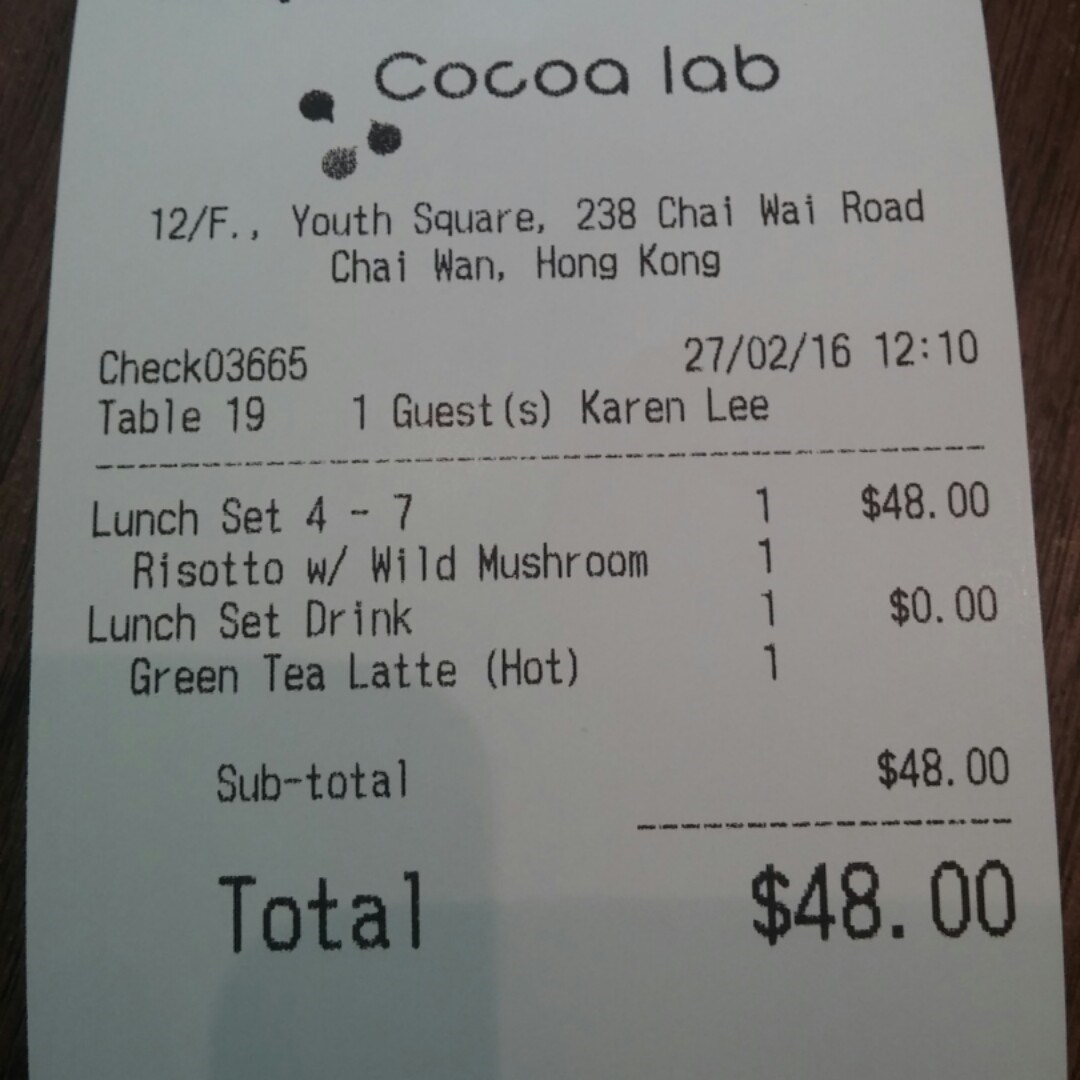 Cocoa lab
12/F., Youth Square, 238 Chai Wai Road
Chai Wan, Hong Kong
Check03665 27/02/16 12:10
Table 19 1 Guest(s) Karen Lee
Lunch Set 4 - 7 1 $48.00
Risotto w/ Wild Mushroom 1
Lunch Set Drink 1 $0.00
Green Tea Latte (Hot) 1
Sub-total $48.00
Total $48.00